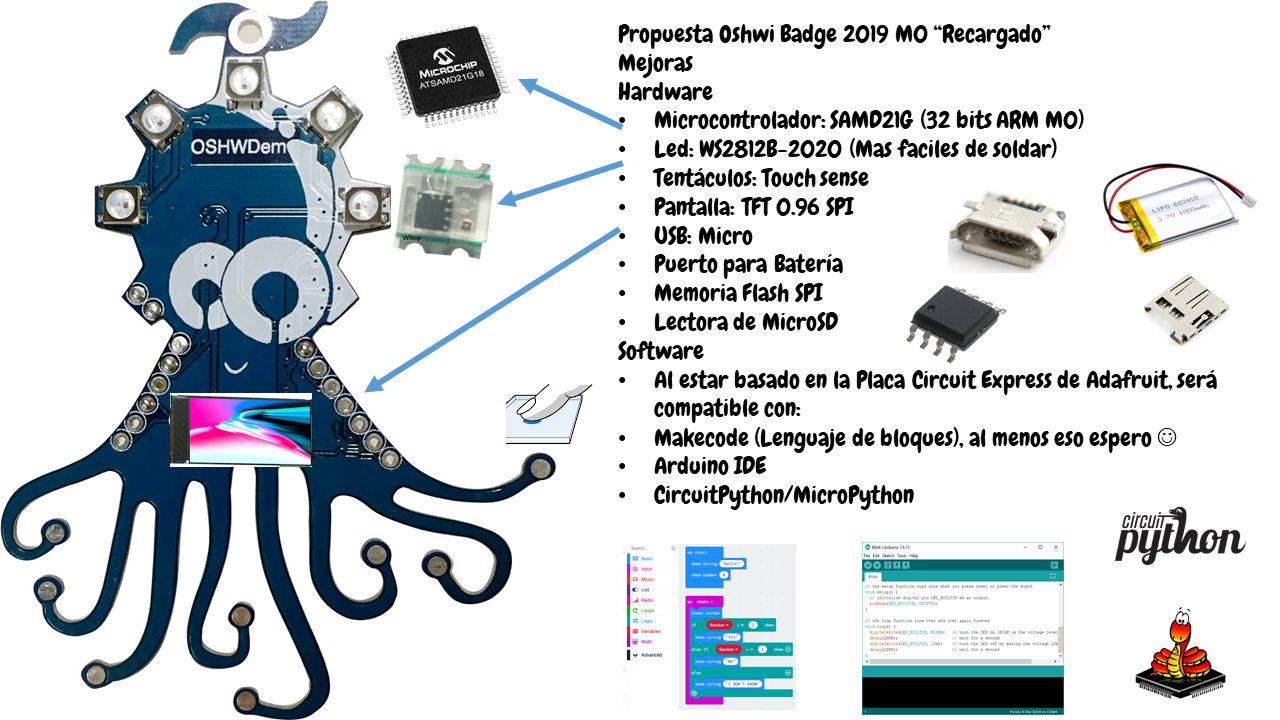 Propuesta Oshwi Badge 2019 M0 “Recargado”
Mejoras
Hardware
• Microcontrolador: SAMD21G (32 bits ARM M0)
• Led: WS2812B-2020 (Mas faciles de soldar)
• Tentáculos: Touch sense
• Pantalla: TFT 0.96 SPI
• USB: Micro
• Puerto para Batería
• Memoria Flash SPI
• Lectora de MicroSD
Software
• Al estar basado en la Placa Circuit Express de Adafruit, será
compatible con:
• Makecode (Lenguaje de bloques), al menos eso espero ☺
• Arduino IDE
• CircuitPython/MicroPython
MICROCHIP
ATSAMD21G18
OSHWDem
Witop
LIPO 603450
3.7V 1000mAh
circuit
python
Search...
Basic
Input
Music
Led
Radio
Loops
Logic
Variables
Math
Advanced
on start
show string "Hello!"
show number
on shake
clear screen
if Random = 2 then
show string "YES"
else if Random = 1 then
show string "NO"
else
show string "I DON'T KNOW"
Blink | Arduino 1.8.13
File Edit Sketch Tools Help
Blink
// the setup function runs once when you press reset or power the board
void setup() {
// initialize digital pin LED_BUILTIN as an output.
pinMode(LED_BUILTIN, OUTPUT);
}
// the loop function runs over and over again forever
void loop() {
digitalWrite(LED_BUILTIN, HIGH); // turn the LED on (HIGH is the voltage level
delay(1000); // wait for a second
digitalWrite(LED_BUILTIN, LOW); // turn the LED off by making the voltage LOW
delay(1000); // wait for a second
}